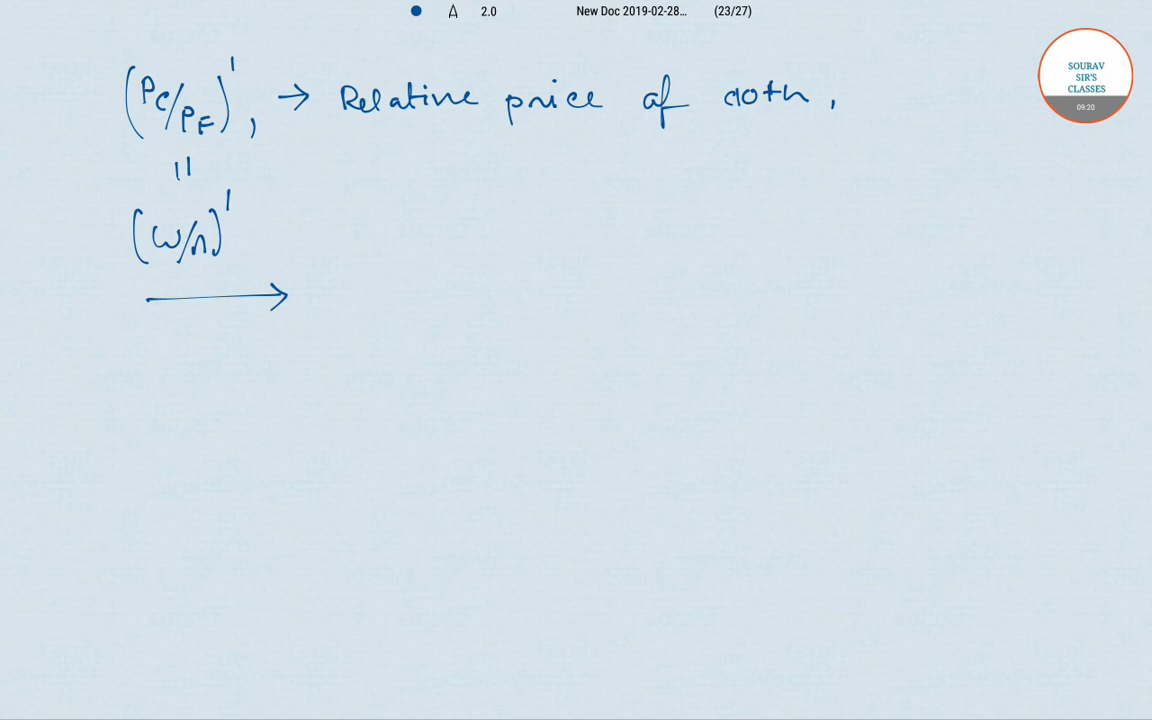 2.0 New Doc 2019-02-28... (23/27)
SOURAV
SIR'S
CLASSES
09:20
(Pc/PF)', → Relative price of cloth,
=
(w/r)'
→